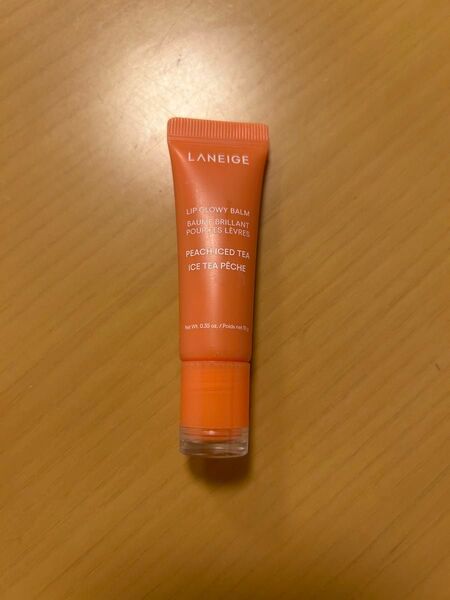 LANEIGE
LIP GLOWY BALM
BAUME BRILLANT
POUR LES LÈVRES
PEACH ICED TEA
ICE TEA PÊCHE
Net Wt. 0.35 oz. / Poids net 10 g